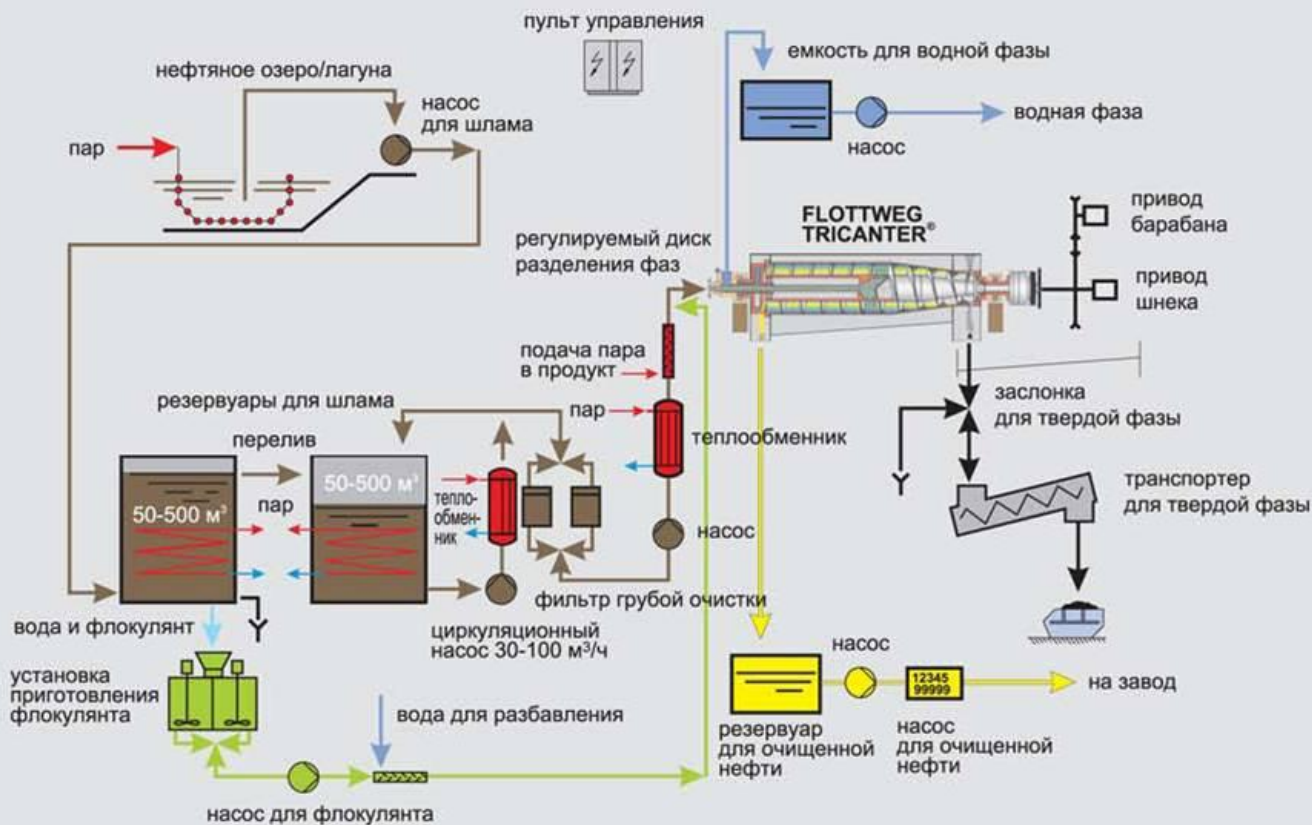 пульт управления
нефтяное озеро/лагуна
емкость для водной фазы
насос
для шлама
водная фаза
насос
пар
FLOTTWEG
TRICANTER®
привод
барабана
регулируемый диск
разделения фаз
привод
шнека
подача пара
в продукт
заслонка
для твердой фазы
резервуары для шлама
пар
теплообменник
перелив
транспортер
для твердой фазы
50-500 м³
50-500 м³
пар
тепло-
обмен-
ник
насос
фильтр грубой очистки
вода и флокулянт
циркуляционный
насос 30-100 м³/ч
насос
установка
приготовления
флокулянта
12345
99999
на завод
вода для разбавления
резервуар
для очищенной
нефти
насос
для очищенной
нефти
насос для флокулянта